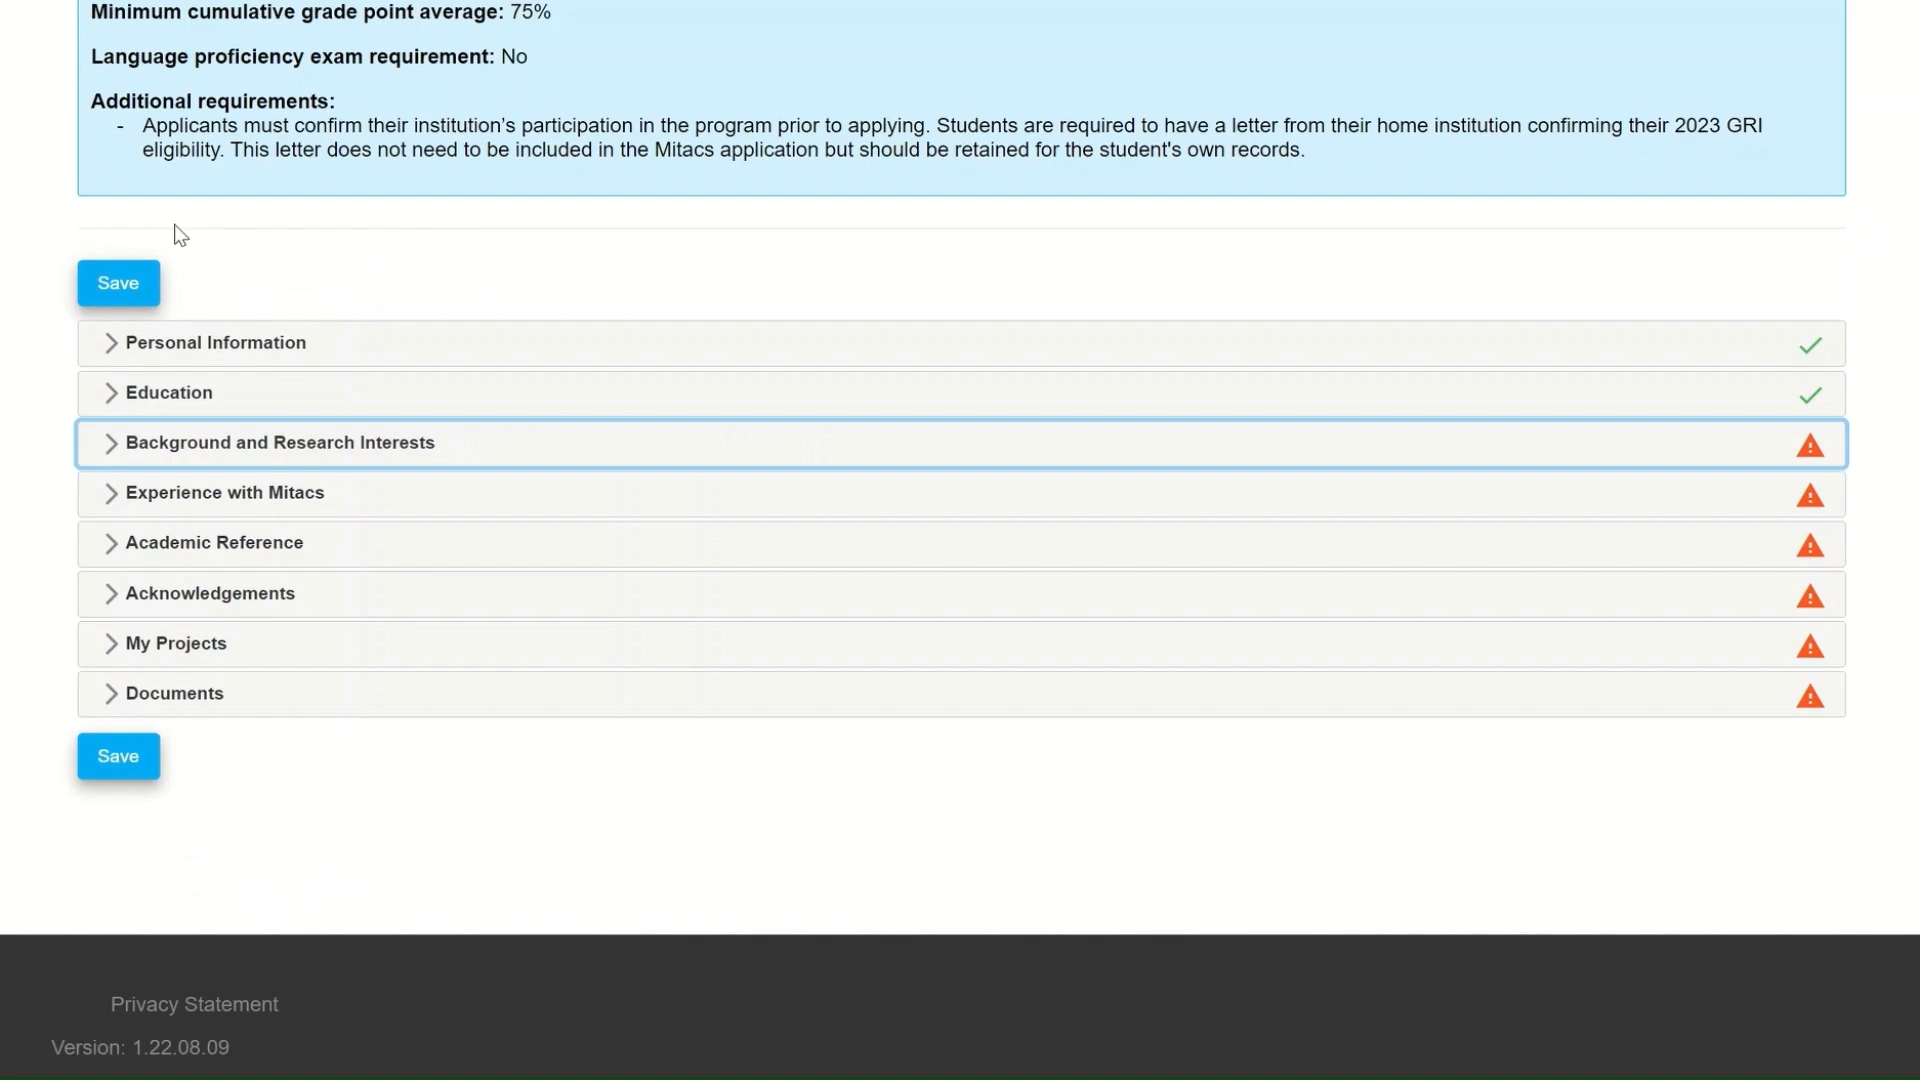 Minimum cumulative grade point average: 75%
Language proficiency exam requirement: No
Additional requirements:
- Applicants must confirm their institution’s participation in the program prior to applying. Students are required to have a letter from their home institution confirming their 2023 GRI
eligibility. This letter does not need to be included in the Mitacs application but should be retained for the student's own records.
Save
Personal Information
Education
Background and Research Interests
Experience with Mitacs
Academic Reference
Acknowledgements
My Projects
Documents
Save
Privacy Statement
Version: 1.22.08.09